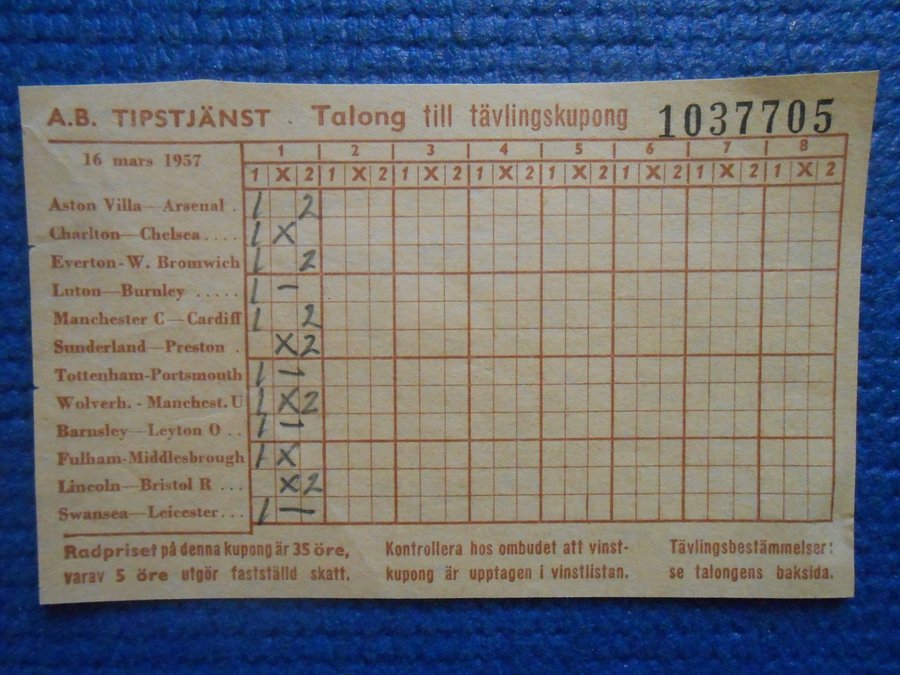 A.B. TIPSTJÄNST . Talong till tävlingskupong 1037705
16 mars 1957 1 2 3 4 5 6 7 8
1 X 2 1 X 2 1 X 2 1 X 2 1 X 2 1 X 2 1 X 2 1 X 2
Aston Villa—Arsenal . 1 2
Charlton—Chelsea.... 1 X
Everton-W. Bromwich 1 2
Luton—Burnley ..... 1 -
Manchester C—Cardiff 1 2
Sunderland—Preston . X 2
Tottenham-Portsmouth 1 -
Wolverh. - Manchest. U 1 X 2
Barnsley—Leyton O .. 1 -
Fulham-Middlesbrough 1 X
Lincoln—Bristol R ... X 2
Swansea—Leicester... 1 -
Radpriset på denna kupong är 35 öre,
varav 5 öre utgör fastställd skatt.
Kontrollera hos ombudet att vinst-
kupong är upptagen i vinstlistan.
Tävlingsbestämmelser:
se talongens baksida.